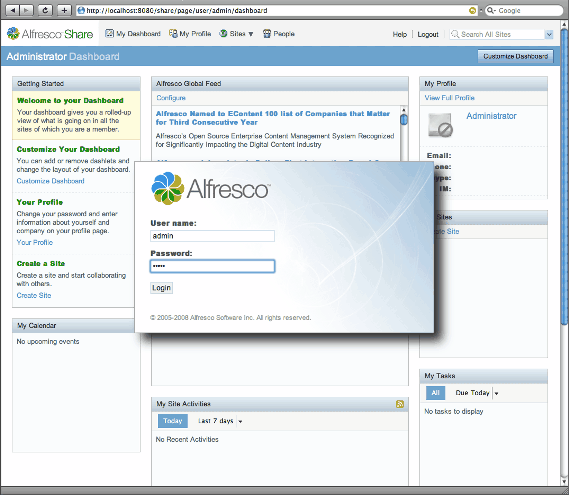 http://localhost:8080/share/page/user/admin/dashboard
Google
Alfresco Share
My Dashboard
My Profile
Sites
People
Help
Logout
Search All Sites
Administrator Dashboard
Customize Dashboard
Getting Started
Welcome to your Dashboard
Your dashboard gives you a rolled-
up view of what is going on in all the
sites of which you are a member.
Customize Your Dashboard
You can add or remove dashlets and
change the layout of your dashboard.
Customize Dashboard
Your Profile
Change your password and enter
information about yourself and
company on your profile page.
Your Profile
Create a Site
Create a site and start collaborating
with others.
Create Site
My Calendar
No upcoming events
Alfresco Global Feed
Configure
Alfresco Named to EContent 100 list of Companies that Matter
for Third Consecutive Year
Alfresco's Open Source Enterprise Content Management System Recognized
for Significantly Impacting the Digital Content Industry
Alfresco™
User name:
admin
Password:
•••••
Login
© 2005-2008 Alfresco Software Inc. All rights reserved.
My Site Activities
Today
Last 7 days
No Recent Activities
My Profile
View Full Profile
Administrator
Email:
IM:
Sites
Site
My Tasks
All
Due Today
No tasks to display